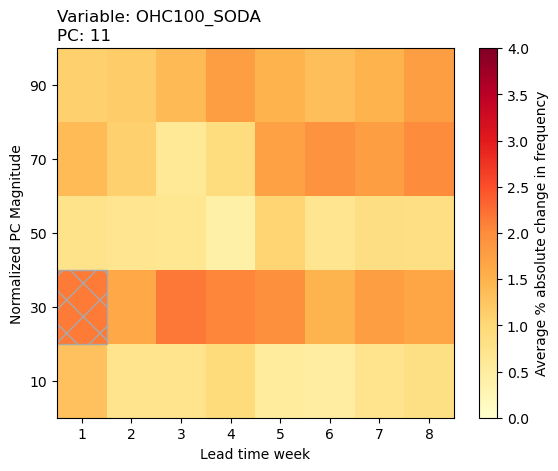 Variable: OHC100_SODA
PC: 11
90
70
50
30
10
Normalized PC Magnitude
1 2 3 4 5 6 7 8
Lead time week
4.0
3.5
3.0
2.5
2.0
1.5
1.0
0.5
0.0
Average % absolute change in frequency